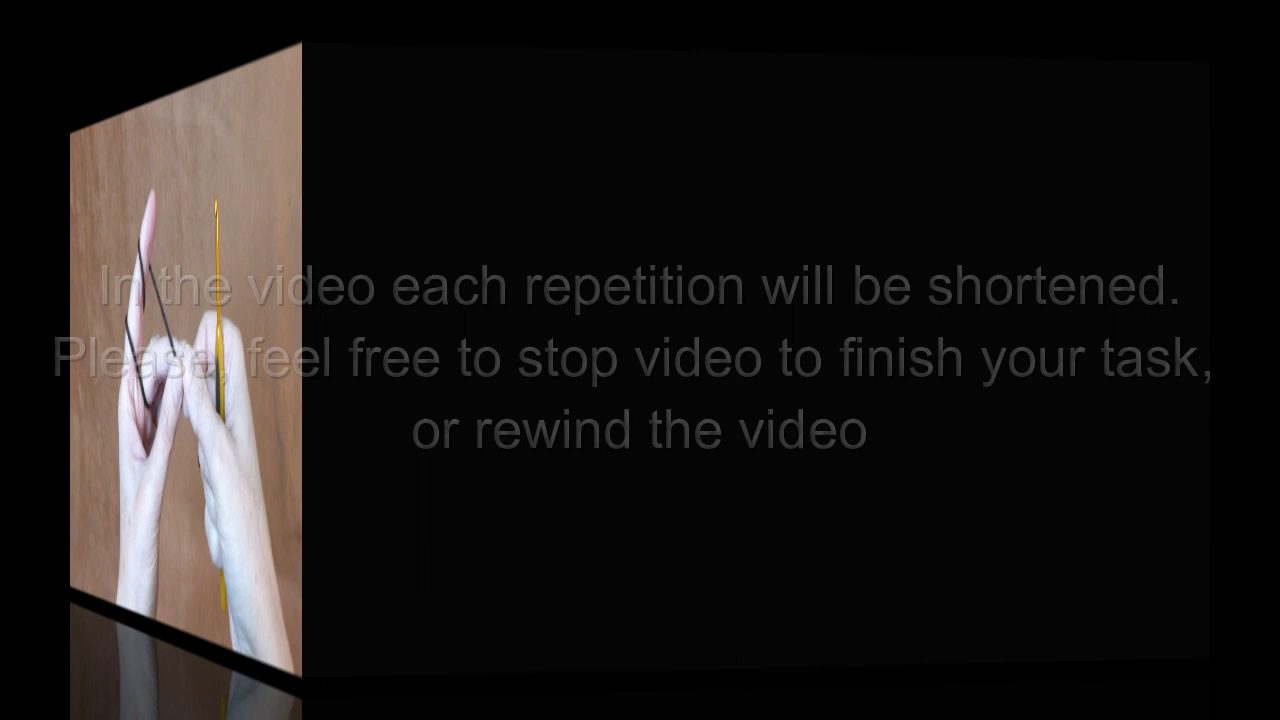 In the video each repetition will be shortened.
Please, feel free to stop video to finish your task,
or rewind the video